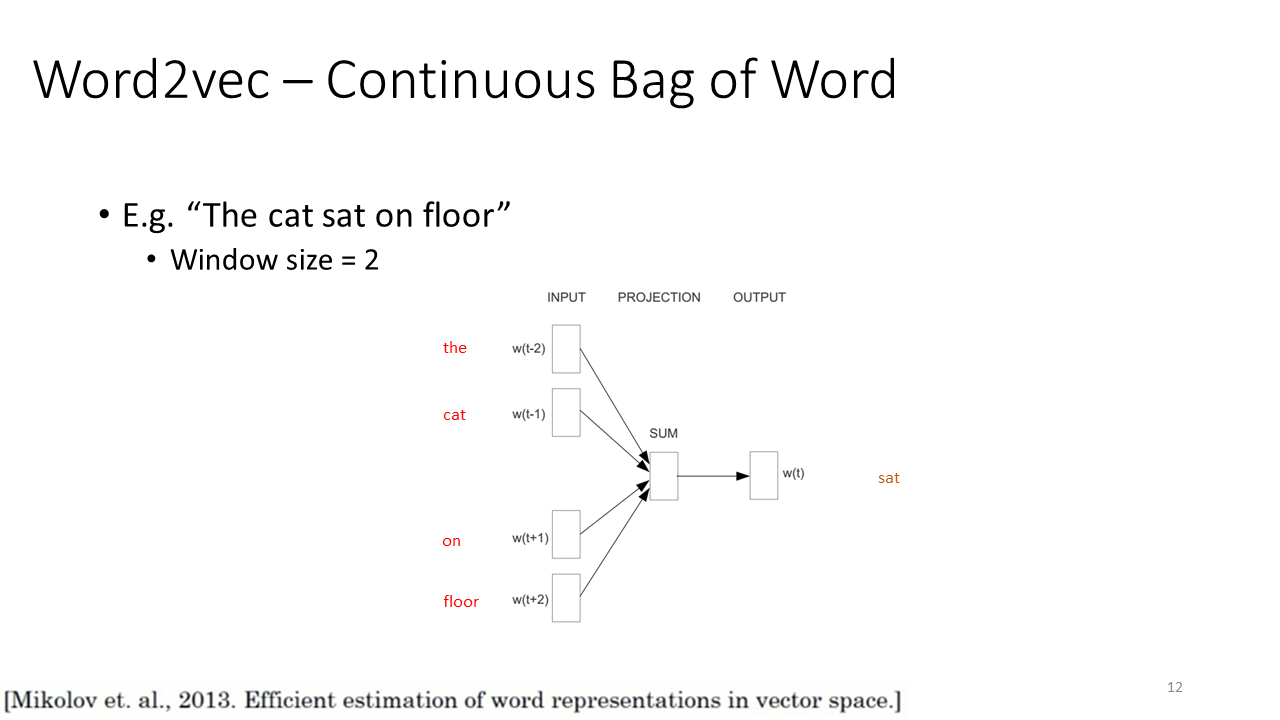 Word2vec – Continuous Bag of Word
• E.g. “The cat sat on floor”
• Window size = 2
INPUT PROJECTION OUTPUT
the w(t-2)
cat w(t-1)
SUM
w(t) sat
on w(t+1)
floor w(t+2)
[Mikolov et. al., 2013. Efficient estimation of word representations in vector space.]
12